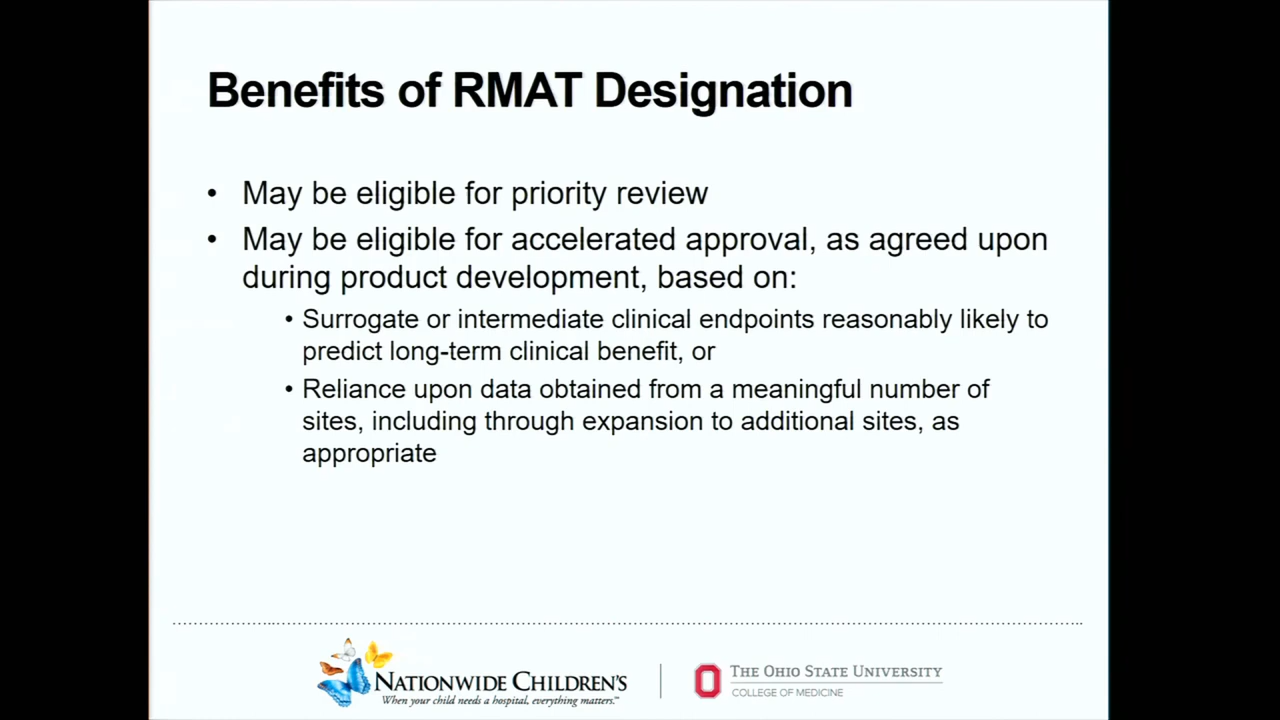 Benefits of RMAT Designation
• May be eligible for priority review
• May be eligible for accelerated approval, as agreed upon
during product development, based on:
• Surrogate or intermediate clinical endpoints reasonably likely to
predict long-term clinical benefit, or
• Reliance upon data obtained from a meaningful number of
sites, including through expansion to additional sites, as
appropriate
NATIONWIDE CHILDREN'S
When your child needs a hospital, everything matters.™
THE OHIO STATE UNIVERSITY
COLLEGE OF MEDICINE